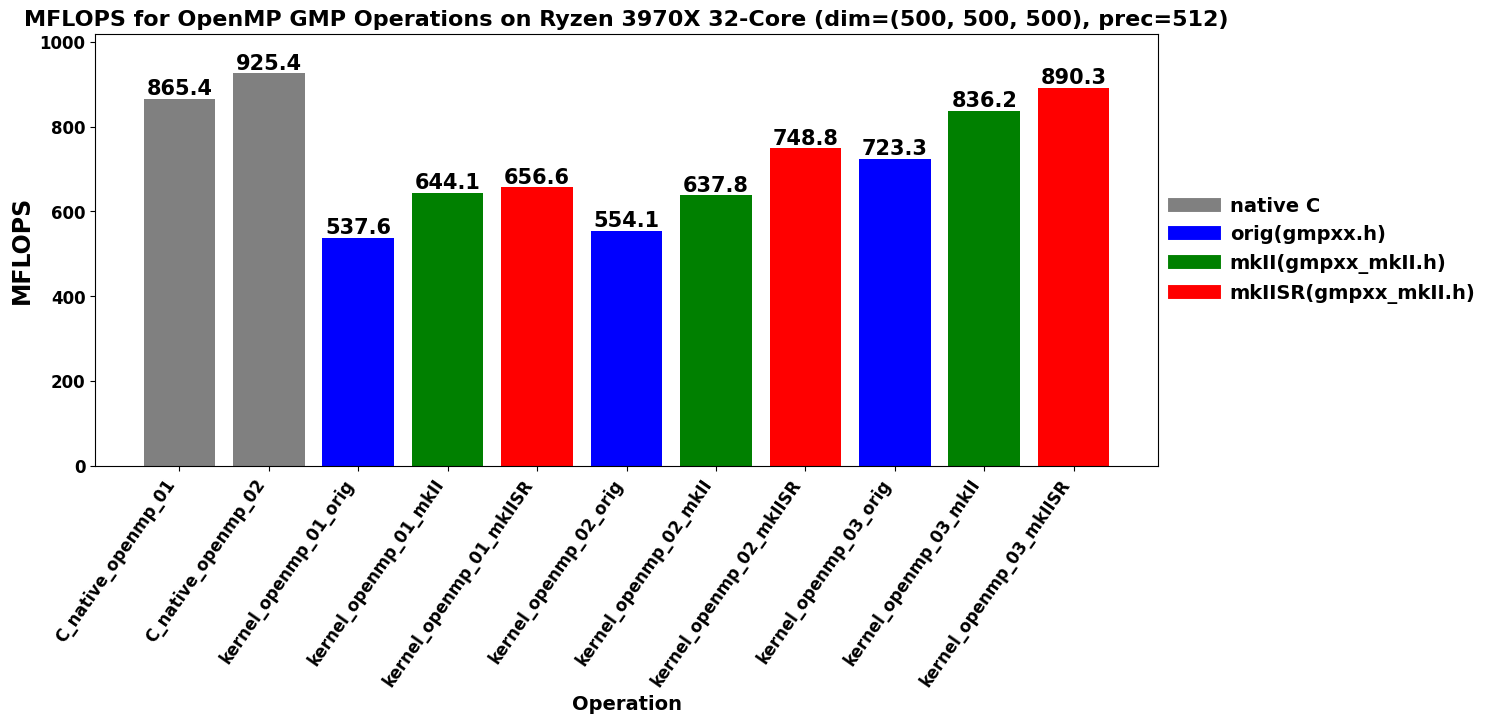 MFLOPS for OpenMP GMP Operations on Ryzen 3970X 32-Core (dim=(500, 500, 500), prec=512)
1000
800
600
400
200
0
MFLOPS
865.4
925.4
537.6
644.1
656.6
554.1
637.8
748.8
723.3
836.2
890.3
C_native_openmp_01
C_native_openmp_02
kernel_openmp_01_orig
kernel_openmp_01_mkII
kernel_openmp_01_mkIISR
kernel_openmp_02_orig
kernel_openmp_02_mkII
kernel_openmp_02_mkIISR
kernel_openmp_03_orig
kernel_openmp_03_mkII
kernel_openmp_03_mkIISR
Operation
native C
orig(gmpxx.h)
mkII(gmpxx_mkII.h)
mkIISR(gmpxx_mkII.h)